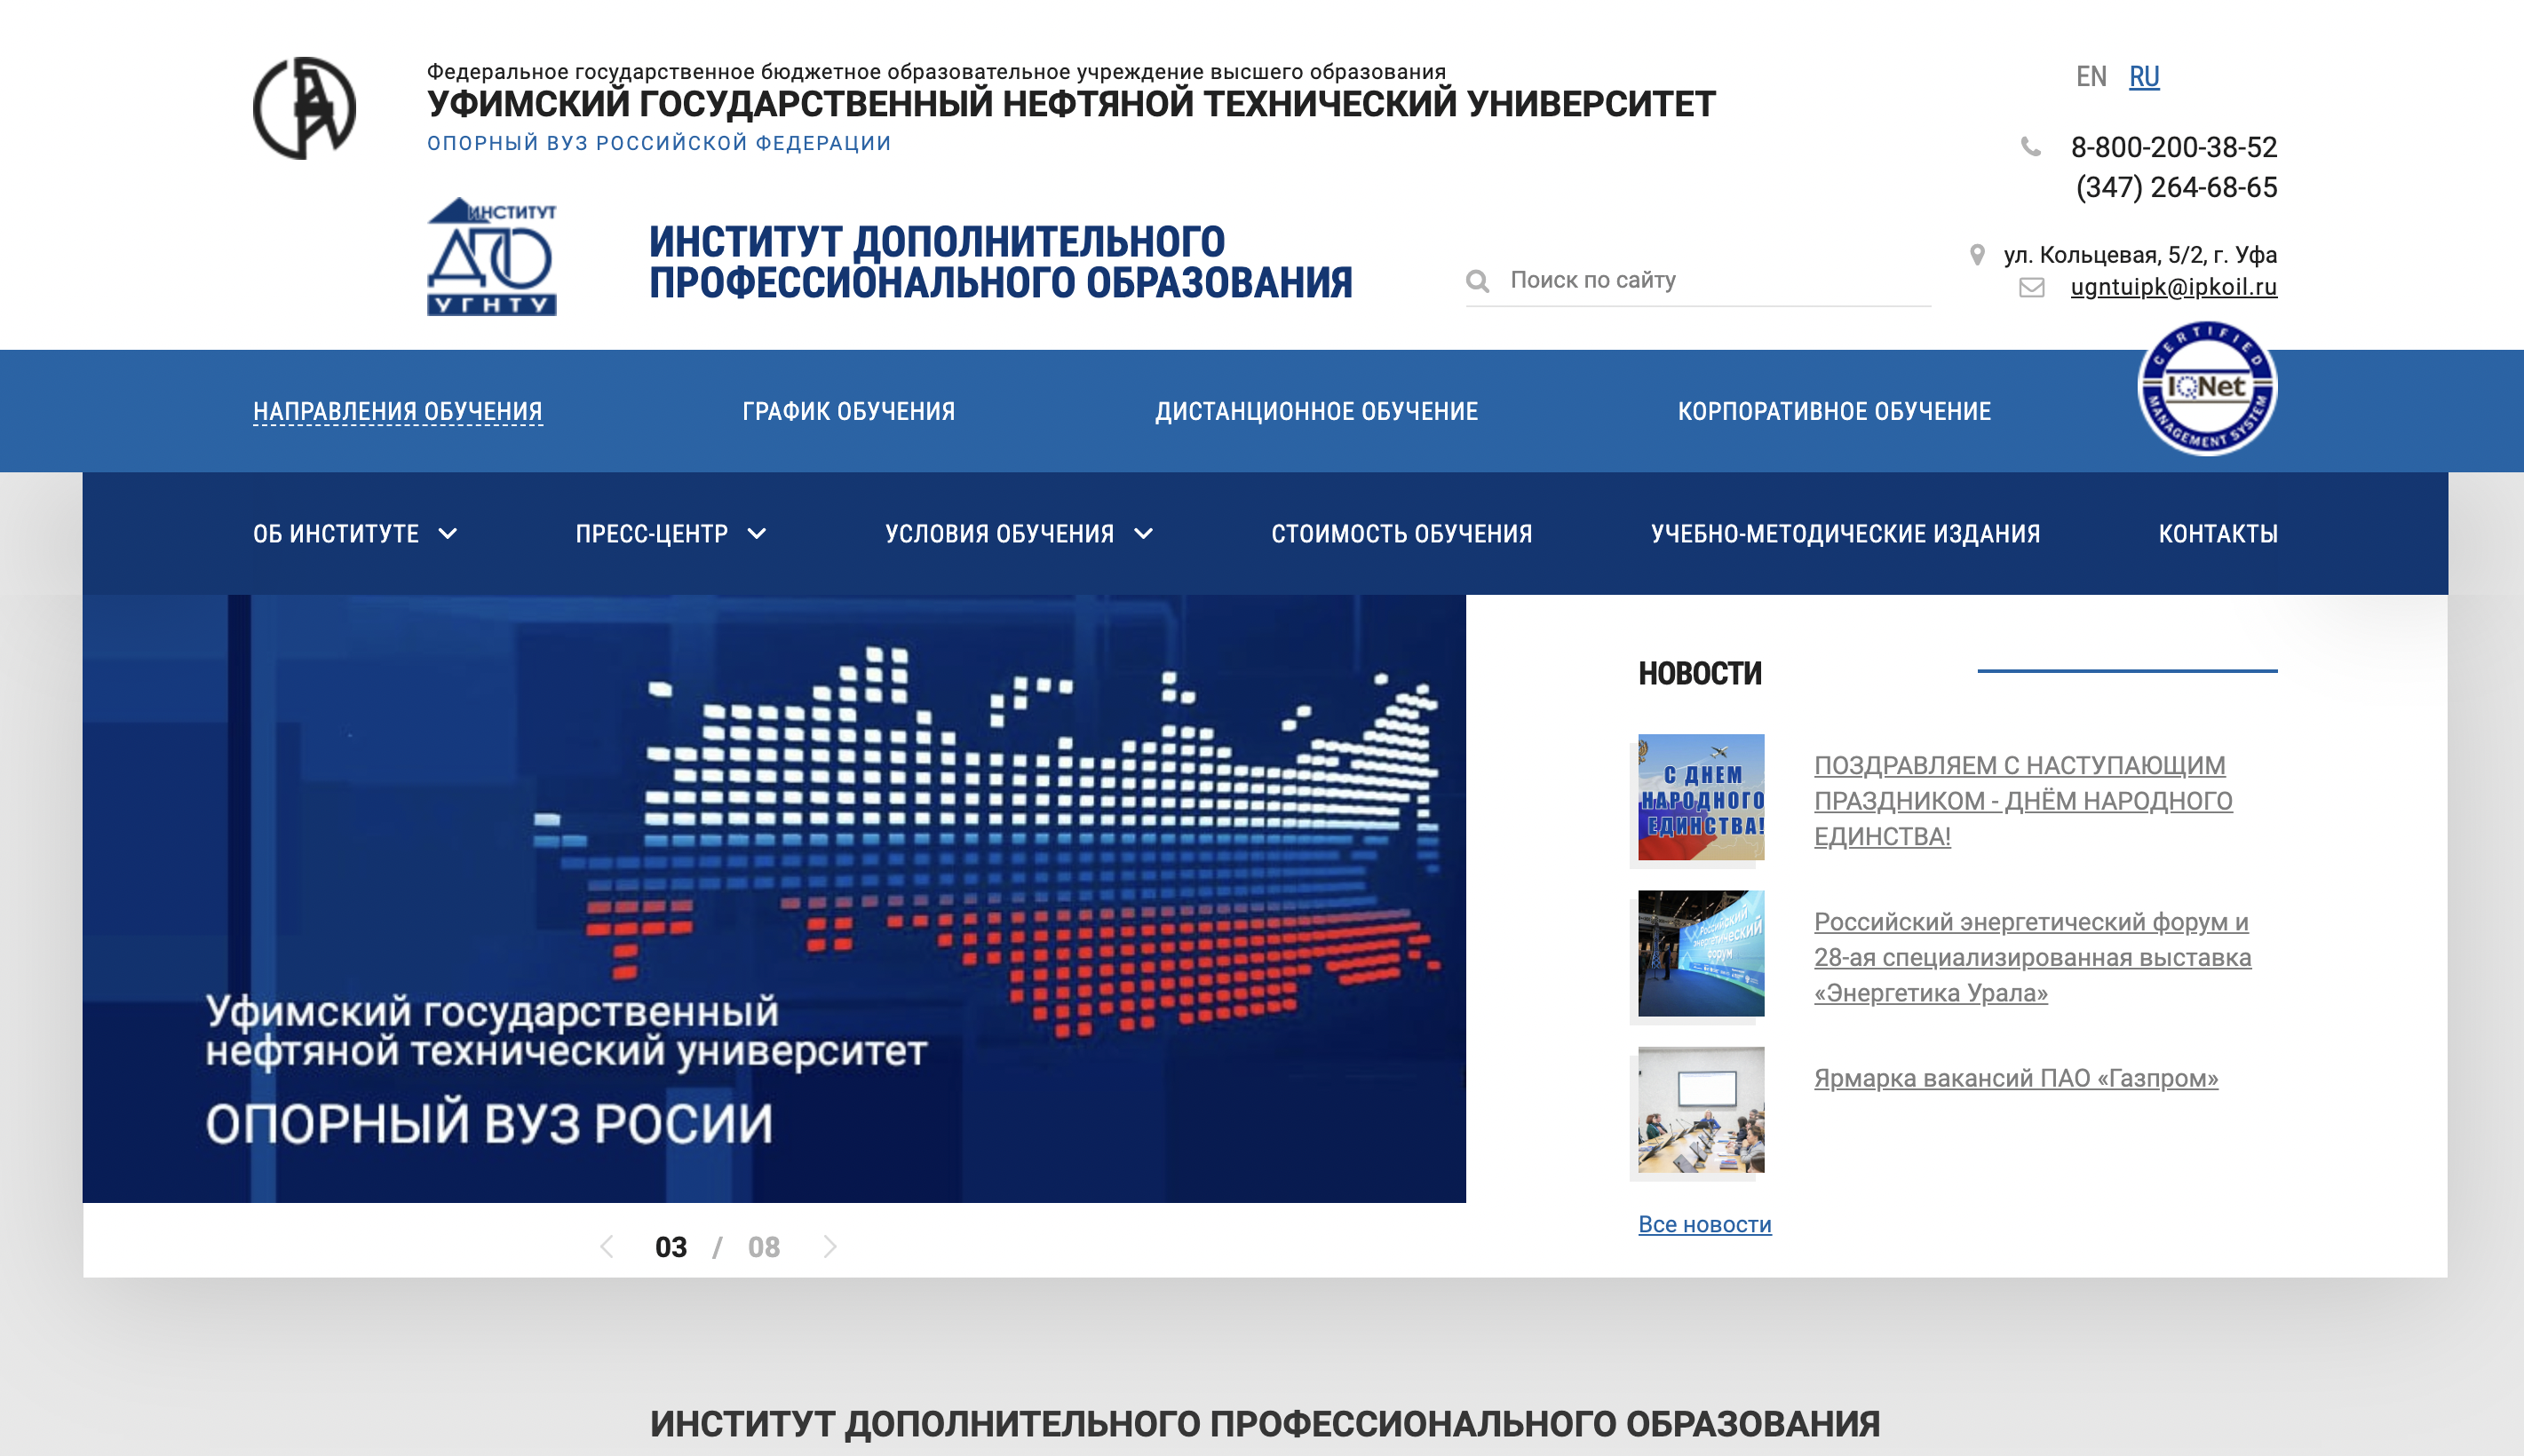 Федеральное государственное бюджетное образовательное учреждение высшего образования
УФИМСКИЙ ГОСУДАРСТВЕННЫЙ НЕФТЯНОЙ ТЕХНИЧЕСКИЙ УНИВЕРСИТЕТ
ОПОРНЫЙ ВУЗ РОССИЙСКОЙ ФЕДЕРАЦИИ
EN RU
8-800-200-38-52
(347) 264-68-65
ИНСТИТУТ
ДПО
УГНТУ
ИНСТИТУТ ДОПОЛНИТЕЛЬНОГО
ПРОФЕССИОНАЛЬНОГО ОБРАЗОВАНИЯ
Поиск по сайту
ул. Кольцевая, 5/2, г. Уфа
ugntuipk@ipkoil.ru
CERTIFIED
IQNet
MANAGEMENT SYSTEM
НАПРАВЛЕНИЯ ОБУЧЕНИЯ ГРАФИК ОБУЧЕНИЯ ДИСТАНЦИОННОЕ ОБУЧЕНИЕ КОРПОРАТИВНОЕ ОБУЧЕНИЕ
ОБ ИНСТИТУТЕ ПРЕСС-ЦЕНТР УСЛОВИЯ ОБУЧЕНИЯ СТОИМОСТЬ ОБУЧЕНИЯ УЧЕБНО-МЕТОДИЧЕСКИЕ ИЗДАНИЯ КОНТАКТЫ
Уфимский государственный
нефтяной технический университет
ОПОРНЫЙ ВУЗ РОСИИ
03 / 08
НОВОСТИ
С ДНЕМ
НАРОДНОГО
ЕДИНСТВА!
ПОЗДРАВЛЯЕМ С НАСТУПАЮЩИМ
ПРАЗДНИКОМ - ДНЁМ НАРОДНОГО
ЕДИНСТВА!
Российский
энергетический
форум
Российский энергетический форум и
28-ая специализированная выставка
«Энергетика Урала»
Ярмарка вакансий ПАО «Газпром»
Все новости
ИНСТИТУТ ДОПОЛНИТЕЛЬНОГО ПРОФЕССИОНАЛЬНОГО ОБРАЗОВАНИЯ